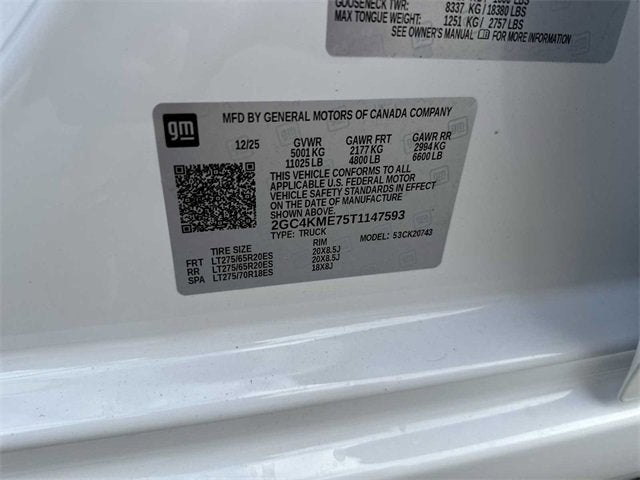 GOOSENECK TWR: 8337 KG/18380 LBS
MAX TONGUE WEIGHT: 1251 KG / 2757 LBS
SEE OWNER'S MANUAL FOR MORE INFORMATION
gm
MFD BY GENERAL MOTORS OF CANADA COMPANY
12/25 GVWR GAWR FRT GAWR RR
5001 KG 2177 KG 2994 KG
11025 LB 4800 LB 6600 LB
THIS VEHICLE CONFORMS TO ALL
APPLICABLE U.S. FEDERAL MOTOR
VEHICLE SAFETY STANDARDS IN EFFECT
ON THE DATE OF MANUFACTURE
SHOWN ABOVE.
2GC4KME75T1147593
TYPE: TRUCK MODEL: 53CK20743
TIRE SIZE RIM
FRT LT275/65R20ES 20X8.5J
RR LT275/65R20ES 20X8.5J
SPA LT275/70R18ES 18X8J